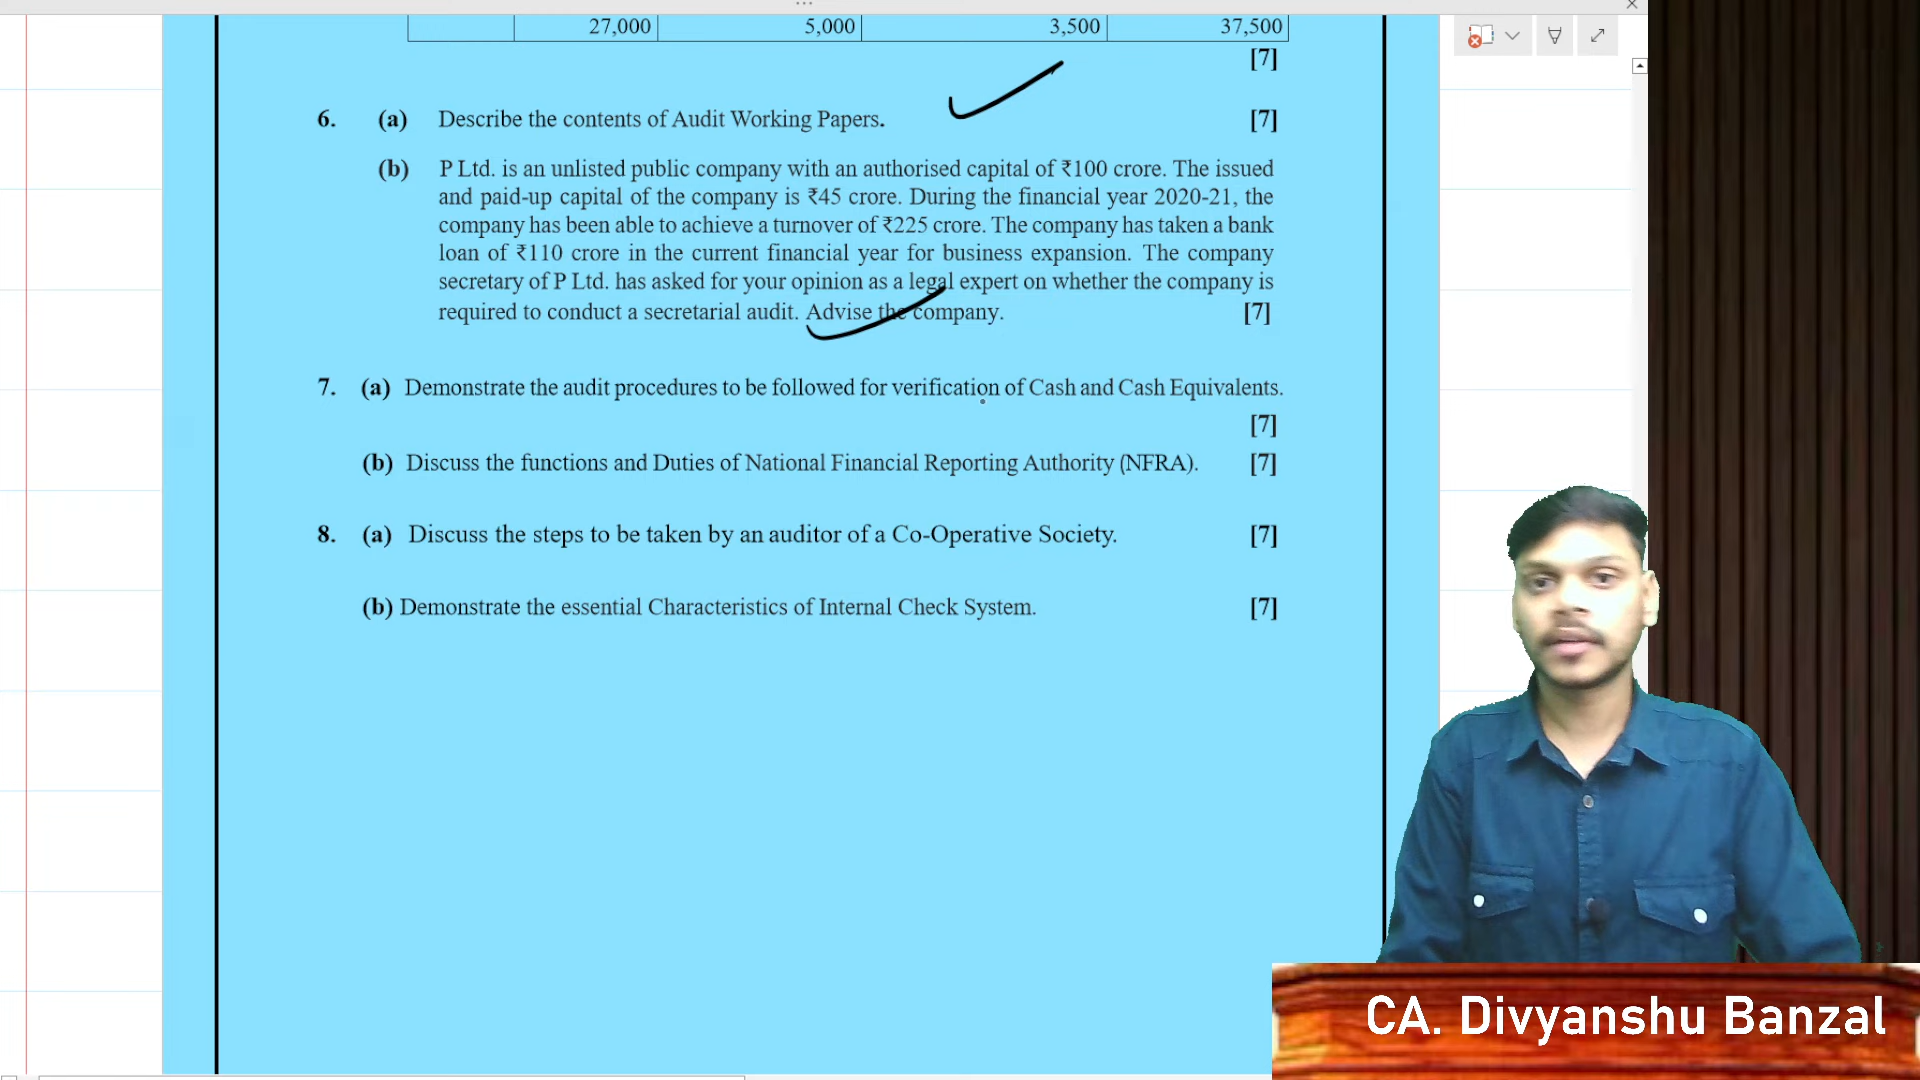 27,000 5,000 3,500 37,500
[7]
6. (a) Describe the contents of Audit Working Papers. [7]
(b) P Ltd. is an unlisted public company with an authorised capital of ₹100 crore. The issued
and paid-up capital of the company is ₹45 crore. During the financial year 2020-21, the
company has been able to achieve a turnover of ₹225 crore. The company has taken a bank
loan of ₹110 crore in the current financial year for business expansion. The company
secretary of P Ltd. has asked for your opinion as a legal expert on whether the company is
required to conduct a secretarial audit. Advise the company. [7]
7. (a) Demonstrate the audit procedures to be followed for verification of Cash and Cash Equivalents.
[7]
(b) Discuss the functions and Duties of National Financial Reporting Authority (NFRA). [7]
8. (a) Discuss the steps to be taken by an auditor of a Co-Operative Society. [7]
(b) Demonstrate the essential Characteristics of Internal Check System. [7]
CA. Divyanshu Banzal